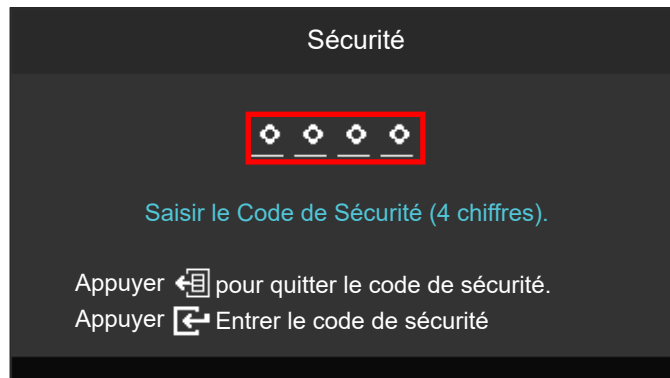 Sécurité
Saisir le Code de Sécurité (4 chiffres).
Appuyer pour quitter le code de sécurité.
Appuyer Entrer le code de sécurité